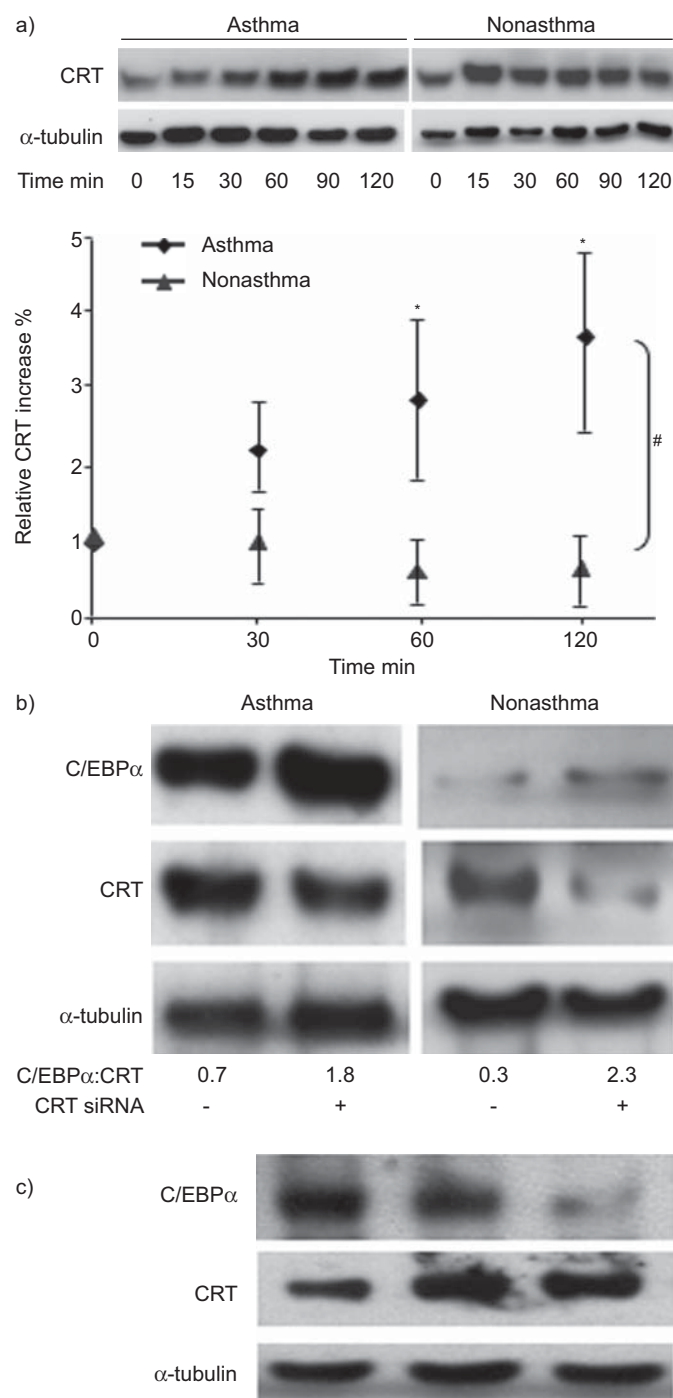 a)
Asthma Nonasthma
CRT
α-tubulin
Time min 0 15 30 60 90 120 0 15 30 60 90 120
5
4
3
2
1
0
Relative CRT increase %
Asthma
Nonasthma
*
*
#
0 30 60 120
Time min
b)
Asthma Nonasthma
C/EBPα
CRT
α-tubulin
C/EBPα:CRT 0.7 1.8 0.3 2.3
CRT siRNA - + - +
c)
C/EBPα
CRT
α-tubulin